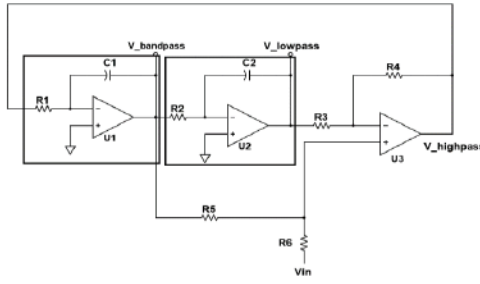 V_bandpass
V_lowpass
C1
C2
R4
R1
R2
R3
U1
U2
U3
V_highpass
R5
R6
Vin